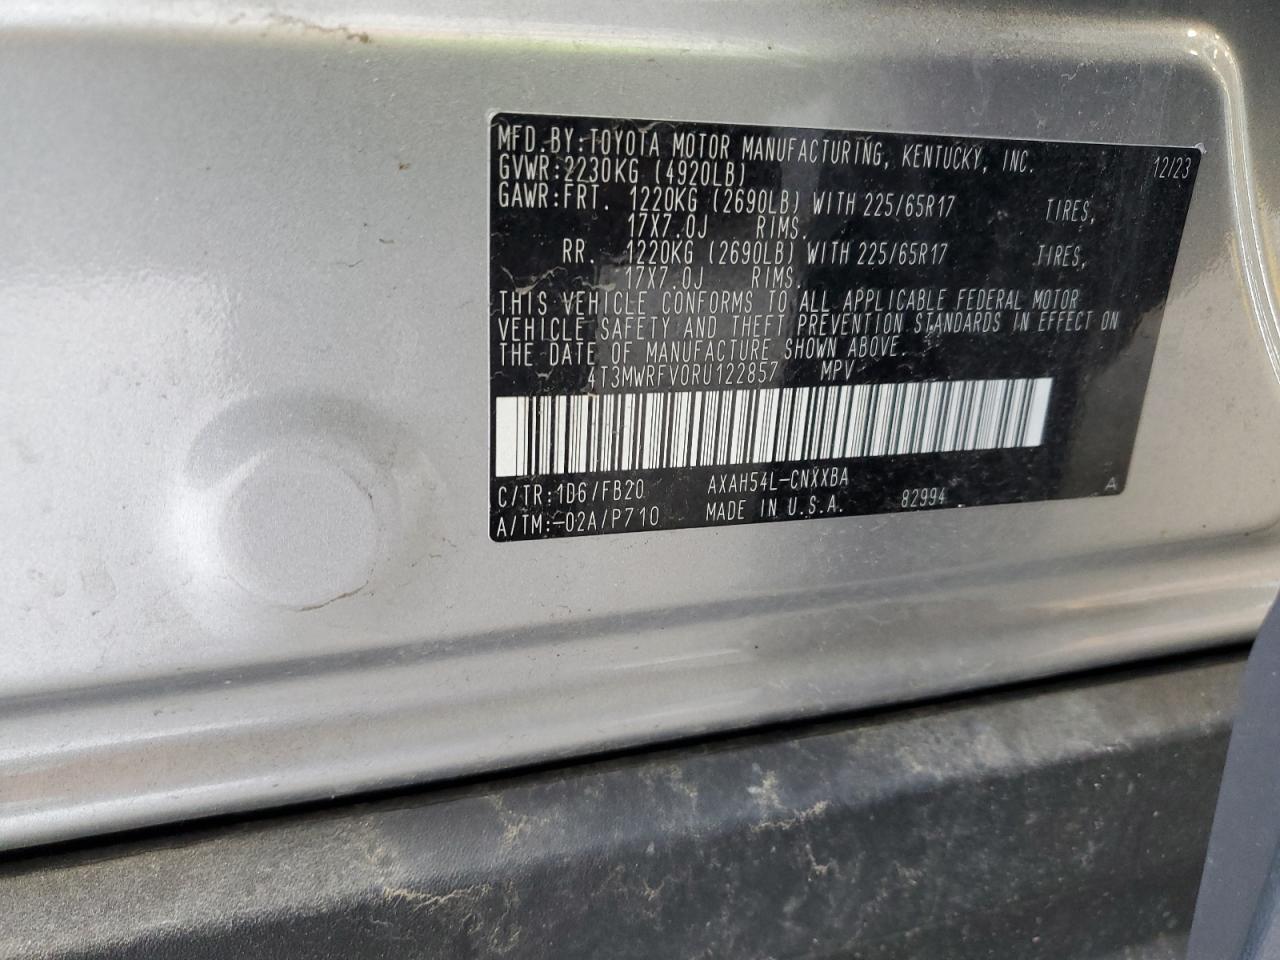 MFD.BY:TOYOTA MOTOR MANUFACTURING, KENTUCKY, INC. 12/23
GVWR:2230KG (4920LB)
GAWR:FRT. 1220KG (2690LB) WITH 225/65R17 TIRES,
17X7.0J RIMS.
RR. 1220KG (2690LB) WITH 225/65R17 TIRES,
17X7.0J RIMS.
THIS VEHICLE CONFORMS TO ALL APPLICABLE FEDERAL MOTOR
VEHICLE SAFETY AND THEFT PREVENTION STANDARDS IN EFFECT ON
THE DATE OF MANUFACTURE SHOWN ABOVE.
4T3MWRFV0RU122857 MPV
C/TR:1D6/FB20 AXAH54L-CNXXBA
A/TM:-02A/P710 MADE IN U.S.A. 82994 A